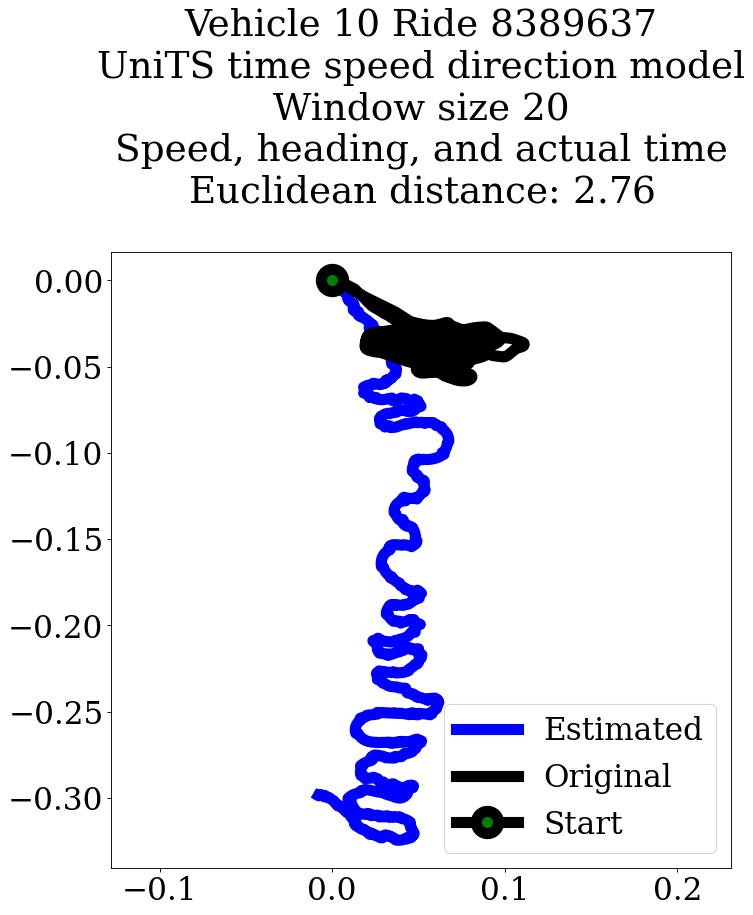 Vehicle 10 Ride 8389637
UniTS time speed direction model
Window size 20
Speed, heading, and actual time
Euclidean distance: 2.76
0.00
−0.05
−0.10
−0.15
−0.20
−0.25
−0.30
Estimated
Original
Start
−0.1
0.0
0.1
0.2